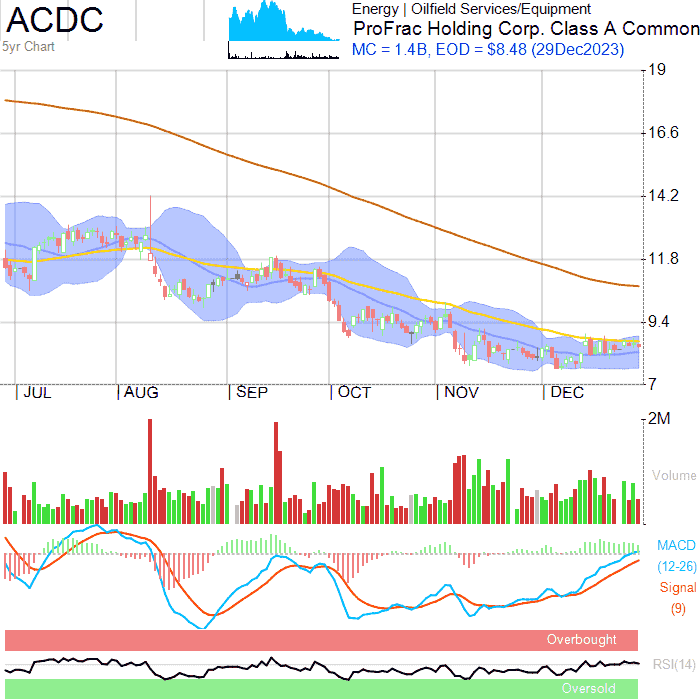 ACDC
5yr Chart
Energy | Oilfield Services/Equipment
ProFrac Holding Corp. Class A Common
MC = 1.4B, EOD = $8.48 (29Dec2023)
19
16.6
14.2
11.8
9.4
7
JUL AUG SEP OCT NOV DEC
2M
Volume
MACD
(12-26)
Signal
(9)
Overbought
RSI(14)
Oversold